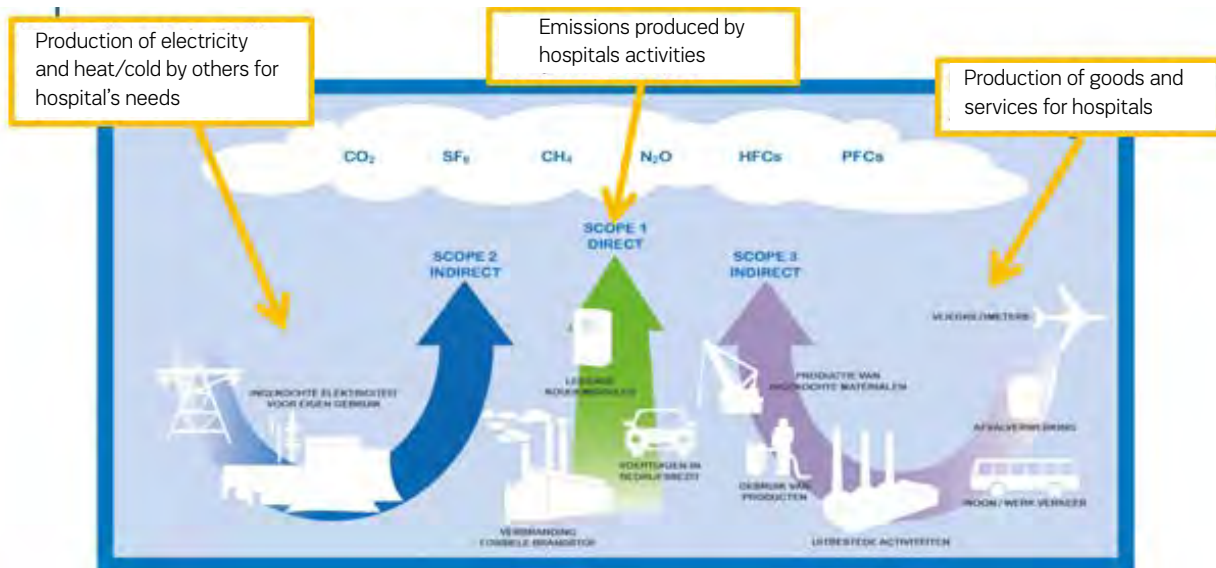 Production of electricity
and heat/cold by others for
hospital's needs
Emissions produced by
hospitals activities
Production of goods and
services for hospitals
CO₂ SF₆ CH₄ N₂O HFCs PFCs
SCOPE 1
DIRECT
SCOPE 2
INDIRECT
SCOPE 3
INDIRECT
VLIEGKILOMETERS
INGEKOCHTE ELEKTRICITEIT
VOOR EIGEN GEBRUIK
LEKKAGE
PRODUCTIE VAN
INGEKOCHTE MATERIALEN
AFVALVERWERKING
VOERTUIGEN IN
BEDRIJFSBEZIT
GEBRUIK VAN
PRODUCTEN
WOON / WERK VERKEER
VERBRANDING
FOSSIELE BRANDSTOF
UITBESTEDE ACTIVITEITEN